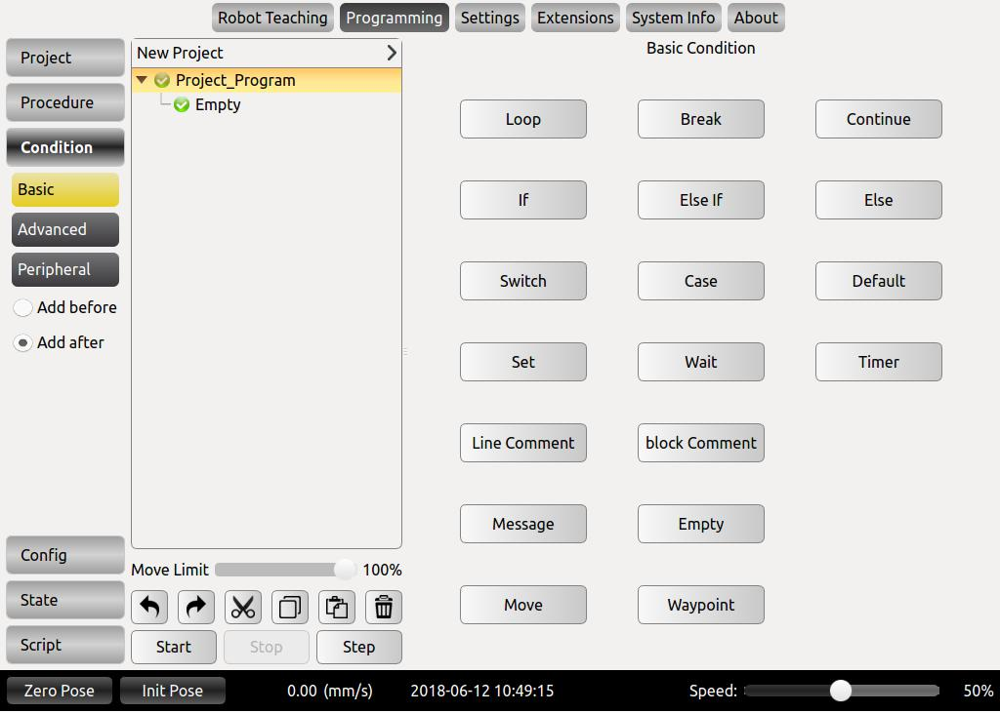 Robot Teaching Programming Settings Extensions System Info About
Project
Procedure
Condition
Basic
Advanced
Peripheral
Add before
Add after
Config
State
Script
New Project
Project_Program
Empty
Move Limit 100%
Start Stop Step
Basic Condition
Loop Break Continue
If Else If Else
Switch Case Default
Set Wait Timer
Line Comment block Comment
Message Empty
Move Waypoint
Zero Pose Init Pose 0.00 (mm/s) 2018-06-12 10:49:15 Speed: 50%